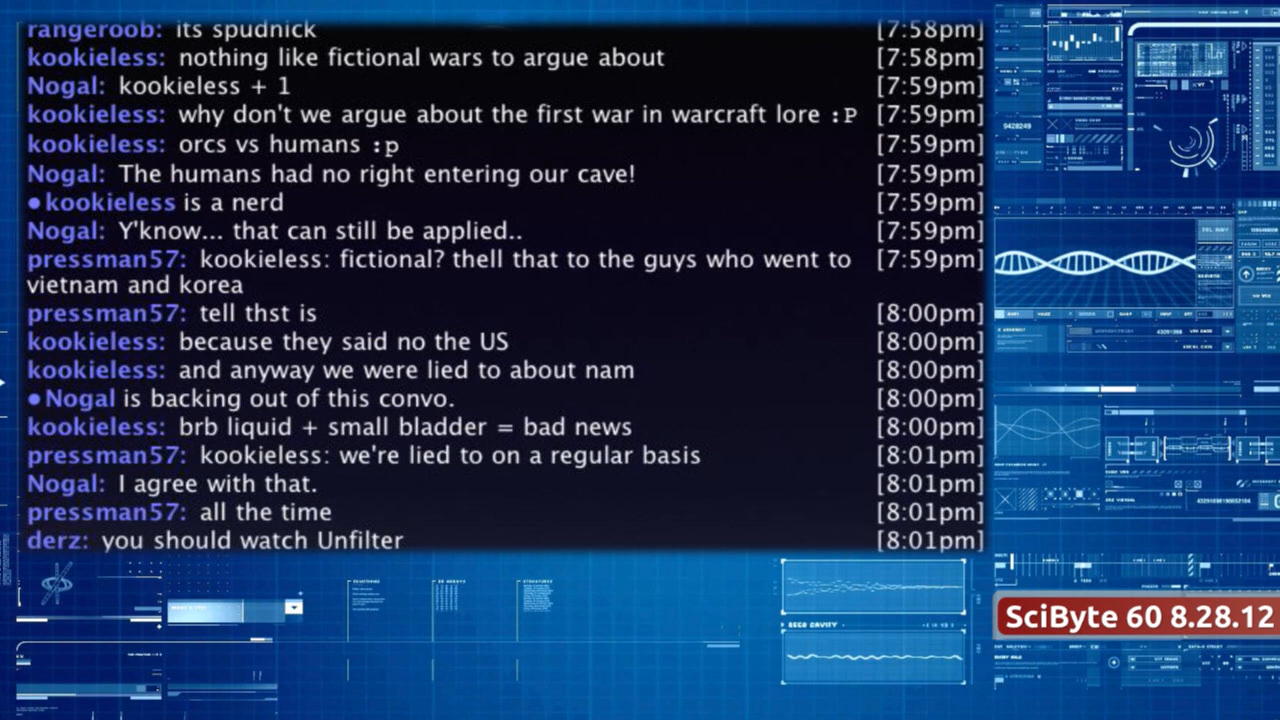 rangeroob: its spudnick [7:58pm]
kookieless: nothing like fictional wars to argue about [7:58pm]
Nogal: kookieless + 1 [7:59pm]
kookieless: why don't we argue about the first war in warcraft lore :P [7:59pm]
kookieless: orcs vs humans :p [7:59pm]
Nogal: The humans had no right entering our cave! [7:59pm]
•kookieless is a nerd [7:59pm]
Nogal: Y'know... that can still be applied.. [7:59pm]
pressman57: kookieless: fictional? thell that to the guys who went to [7:59pm]
vietnam and korea
pressman57: tell thst is [8:00pm]
kookieless: because they said no the US [8:00pm]
kookieless: and anyway we were lied to about nam [8:00pm]
•Nogal is backing out of this convo. [8:00pm]
kookieless: brb liquid + small bladder = bad news [8:00pm]
pressman57: kookieless: we're lied to on a regular basis [8:01pm]
Nogal: I agree with that. [8:01pm]
pressman57: all the time [8:01pm]
derz: you should watch Unfilter [8:01pm]
SciByte 60 8.28.12